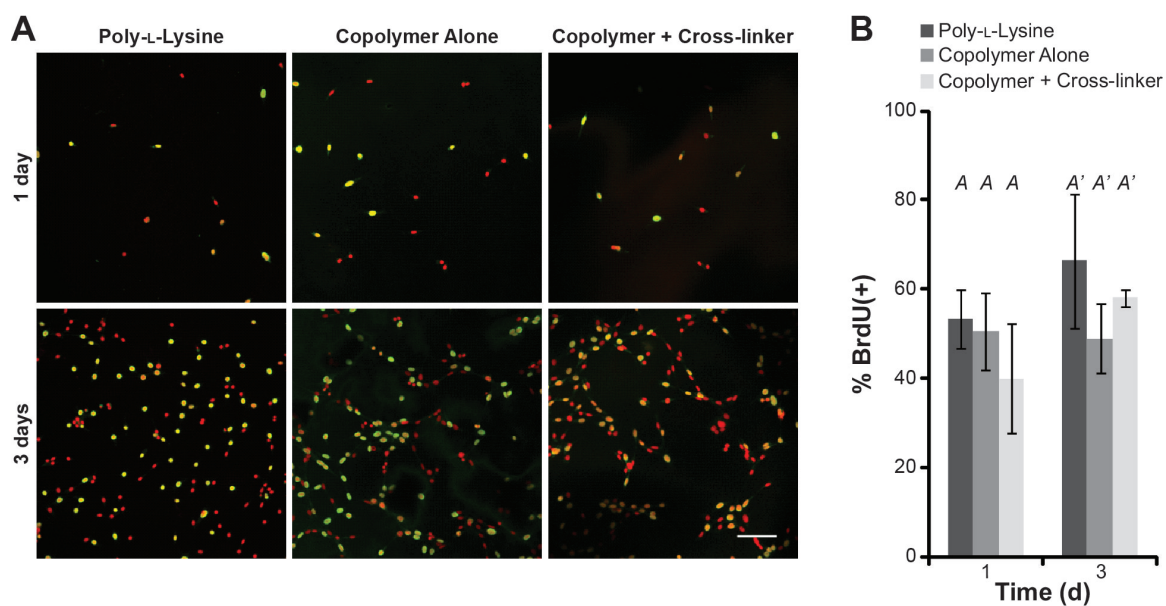 A
Poly-L-Lysine
Copolymer Alone
Copolymer + Cross-linker
1 day
3 days
B
Poly-L-Lysine
Copolymer Alone
Copolymer + Cross-linker
% BrdU(+)
100
80
60
40
20
0
A A A
A’ A’ A’
1 3
Time (d)